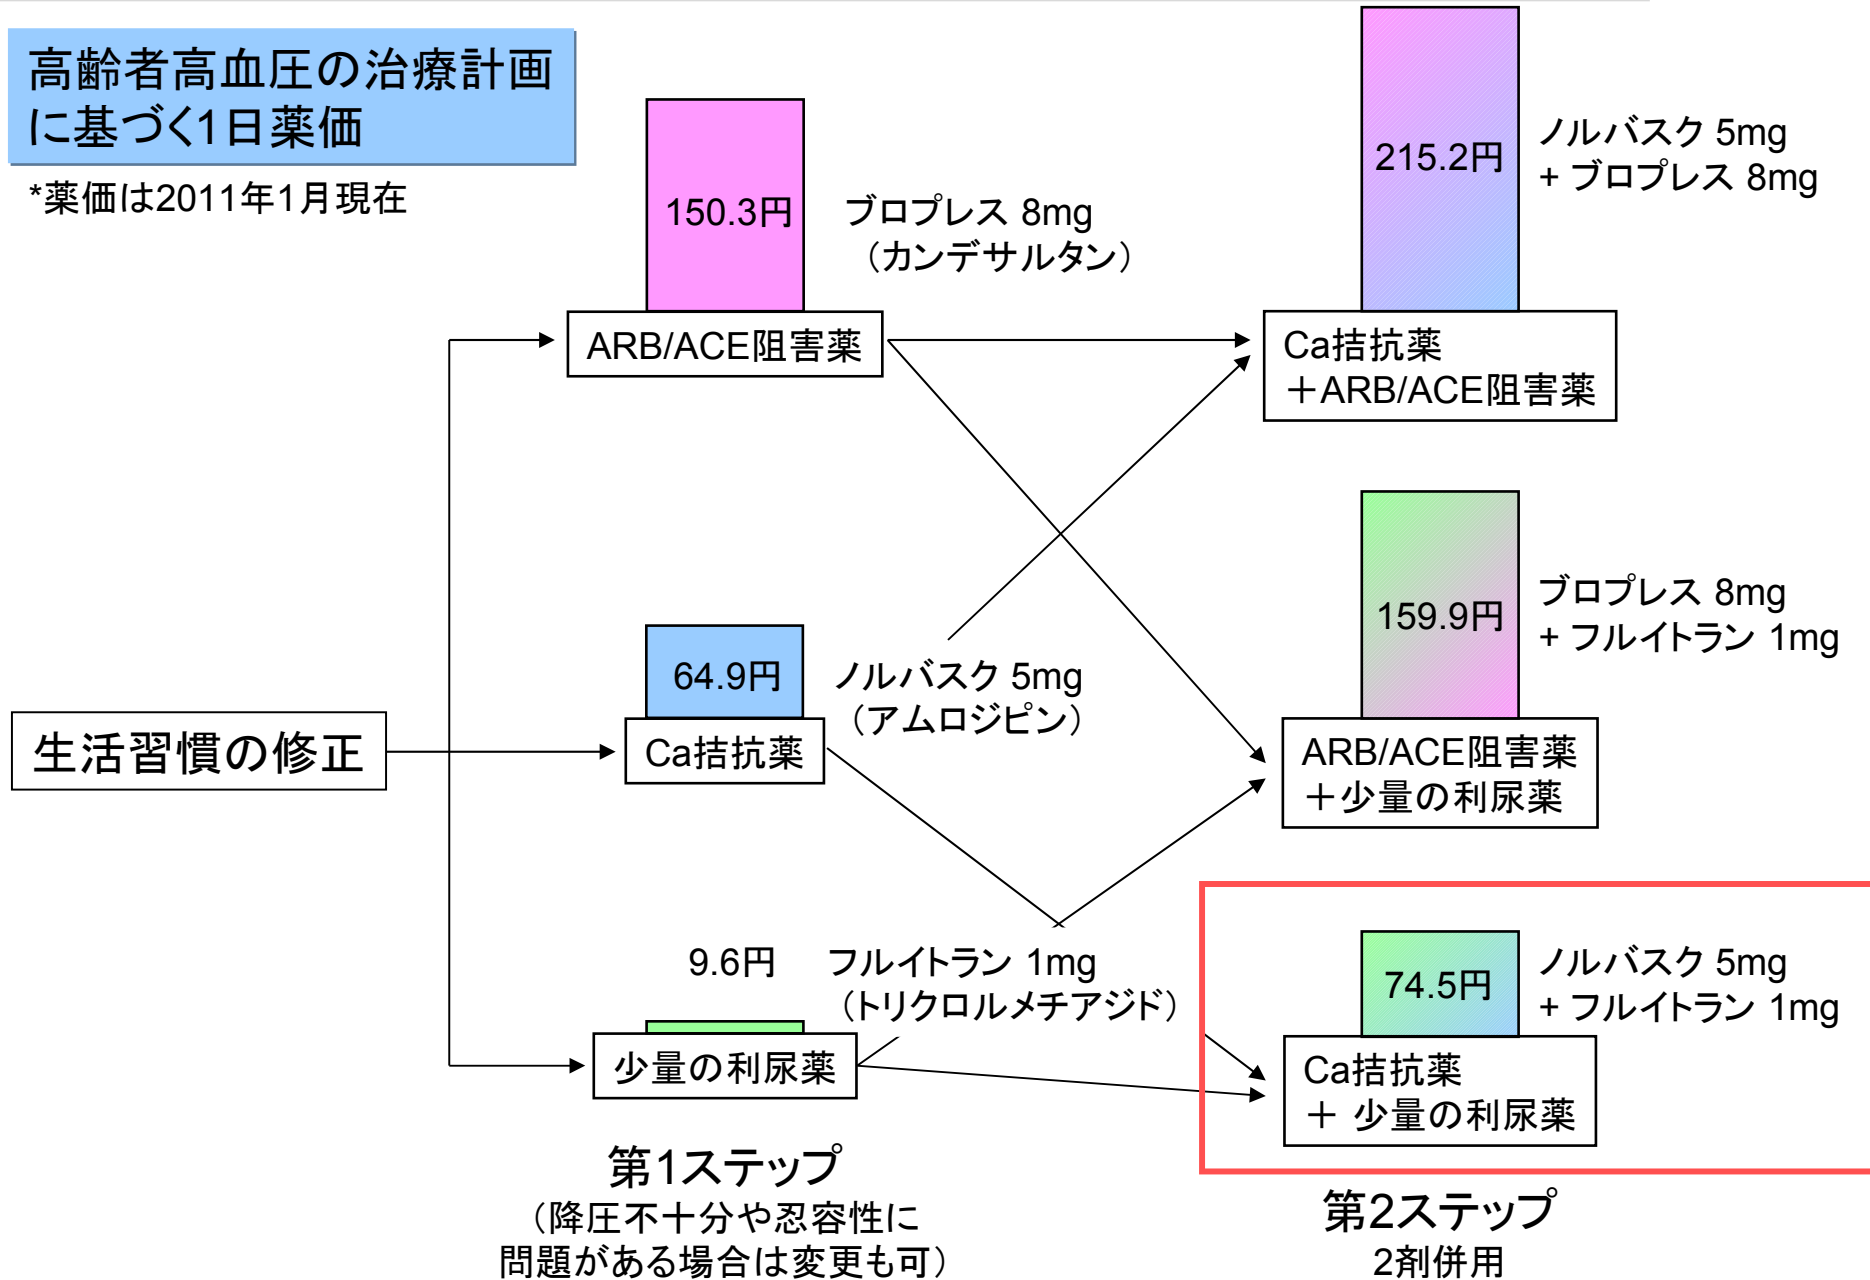 高齢者高血圧の治療計画
に基づく1日薬価
*薬価は2011年1月現在
150.3円
ブロプレス 8mg
（カンデサルタン）
ARB/ACE阻害薬
215.2円
ノルバスク 5mg
+ ブロプレス 8mg
Ca拮抗薬
＋ARB/ACE阻害薬
64.9円
ノルバスク 5mg
（アムロジピン）
Ca拮抗薬
生活習慣の修正
159.9円
ブロプレス 8mg
+ フルイトラン 1mg
ARB/ACE阻害薬
＋少量の利尿薬
9.6円
フルイトラン 1mg
（トリクロルメチアジド）
少量の利尿薬
74.5円
ノルバスク 5mg
+ フルイトラン 1mg
Ca拮抗薬
＋ 少量の利尿薬
第1ステップ
（降圧不十分や忍容性に
問題がある場合は変更も可）
第2ステップ
2剤併用